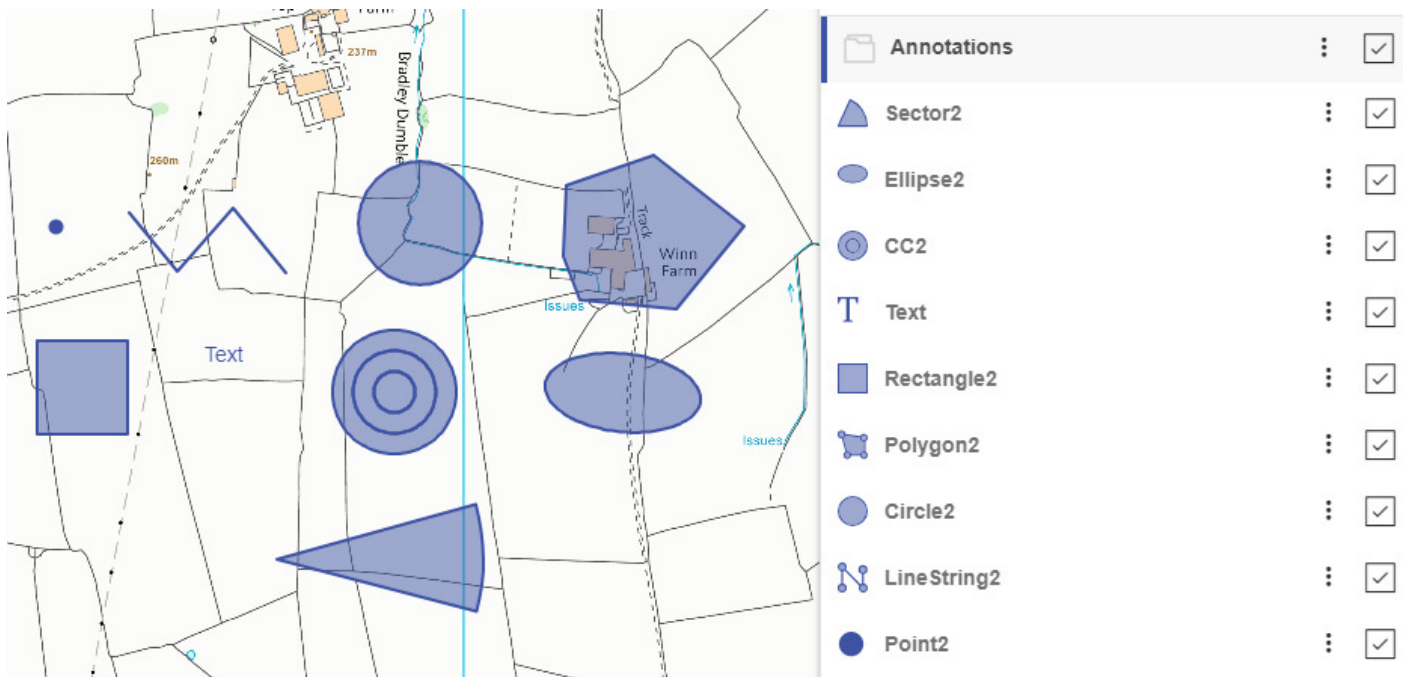 Farm
237m
Bradley Dumble
260m
Track
Winn
Farm
Issues
Text
Issues
Annotations
Sector2
Ellipse2
CC2
T Text
Rectangle2
Polygon2
Circle2
LineString2
Point2